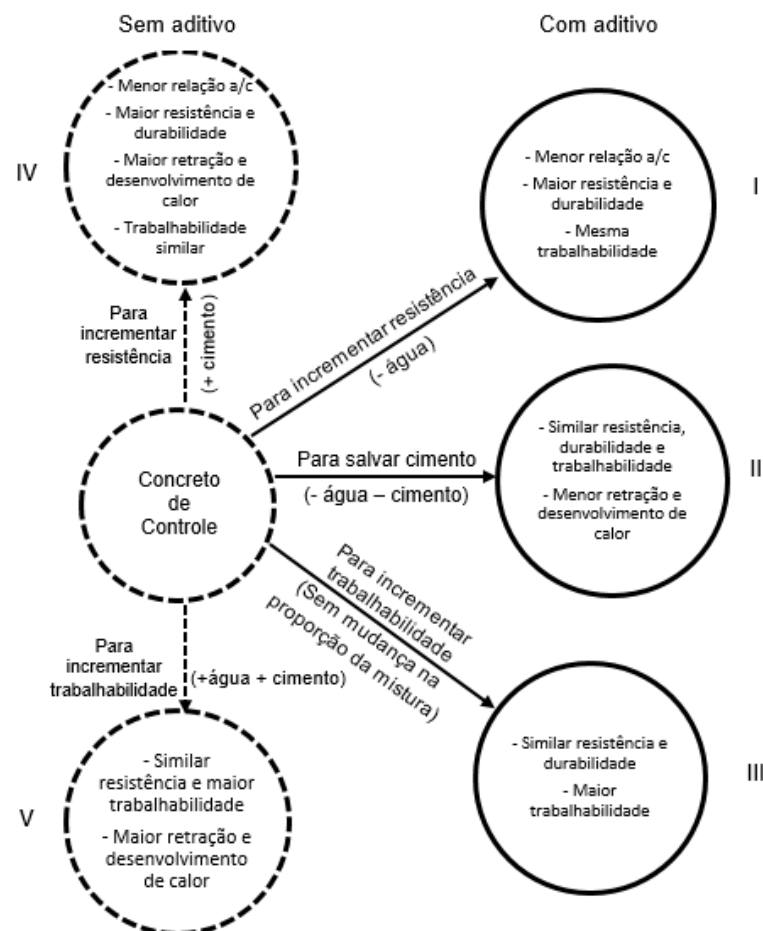 Sem aditivo
Com aditivo
IV
- Menor relação a/c
- Maior resistência e
durabilidade
- Maior retração e
desenvolvimento de
calor
- Trabalhabilidade
similar
I
- Menor relação a/c
- Maior resistência e
durabilidade
- Mesma
trabalhabilidade
Para
incrementar
resistência
(+ cimento)
Para incrementar resistência
(- água)
Concreto
de
Controle
Para salvar cimento
(- água – cimento)
II
- Similar resistência,
durabilidade e
trabalhabilidade
- Menor retração e
desenvolvimento de
calor
Para incrementar
trabalhabilidade
(Sem mudança na
proporção da mistura)
Para
incrementar
trabalhabilidade
(+água + cimento)
V
- Similar
resistência e maior
trabalhabilidade
- Maior retração e
desenvolvimento
de calor
III
- Similar resistência e
durabilidade
- Maior
trabalhabilidade